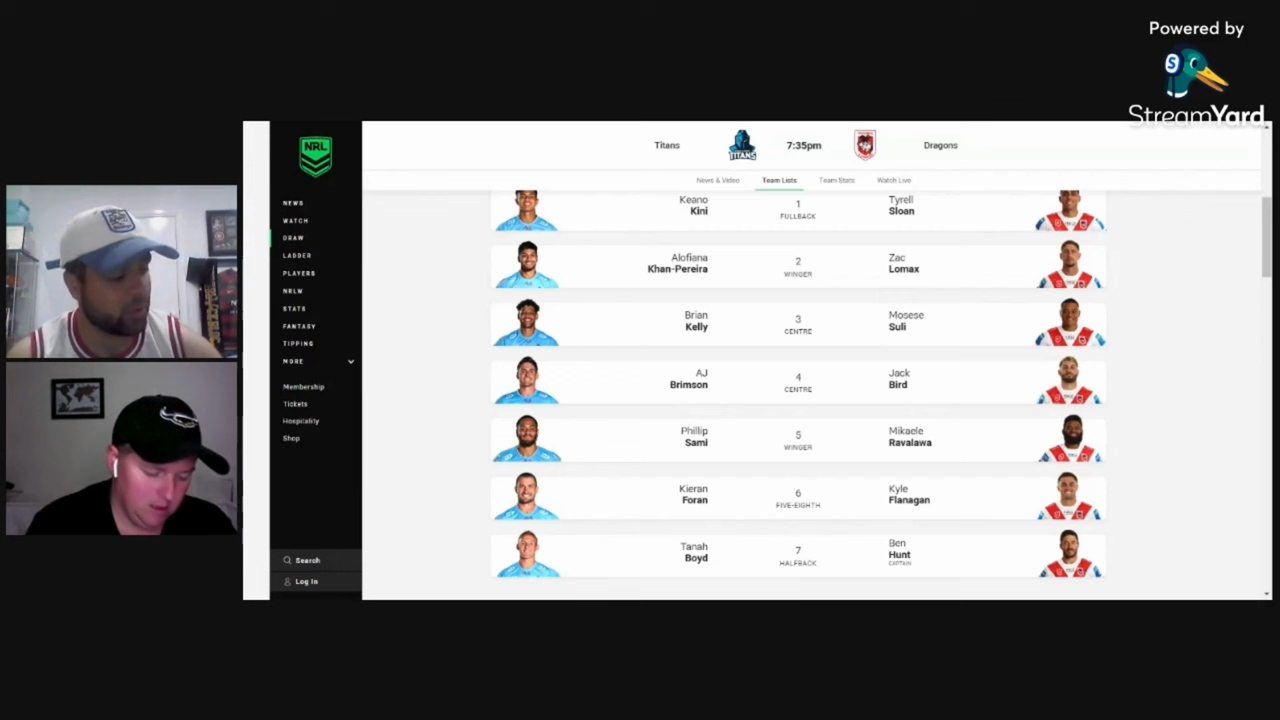 Powered by
StreamYard
NRL
NEWS
WATCH
DRAW
LADDER
PLAYERS
NRLW
STATS
FANTASY
TIPPING
MORE
Membership
Tickets
Hospitality
Shop
Search
Log In
Titans
TITANS
7:35pm
Dragons
News & Video
Team Lists
Team Stats
Watch Live
Keano
Kini
1
FULLBACK
Tyrell
Sloan
Alofiana
Khan-Pereira
2
WINGER
Zac
Lomax
Brian
Kelly
3
CENTRE
Mosese
Suli
AJ
Brimson
4
CENTRE
Jack
Bird
Phillip
Sami
5
WINGER
Mikaele
Ravalawa
Kieran
Foran
6
FIVE-EIGHTH
Kyle
Flanagan
Tanah
Boyd
7
HALFBACK
Ben
Hunt
CAPTAIN